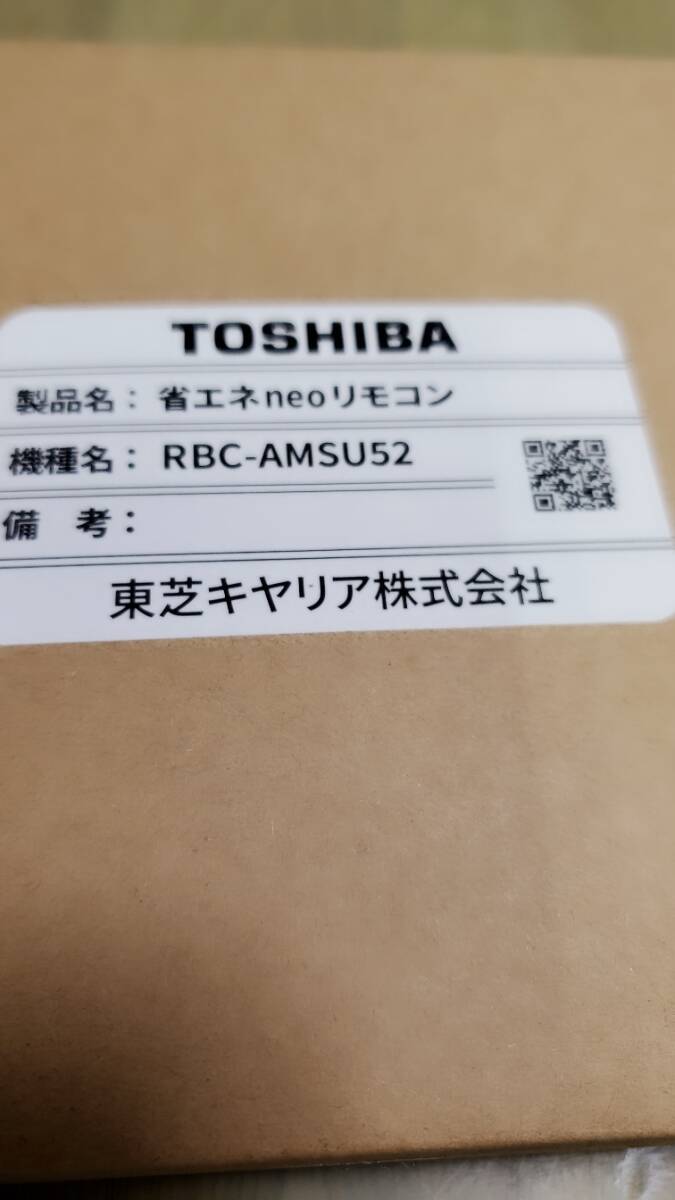 TOSHIBA
製品名：省エネneoリモコン
機種名：RBC-AMSU52
備　考：
東芝キヤリア株式会社